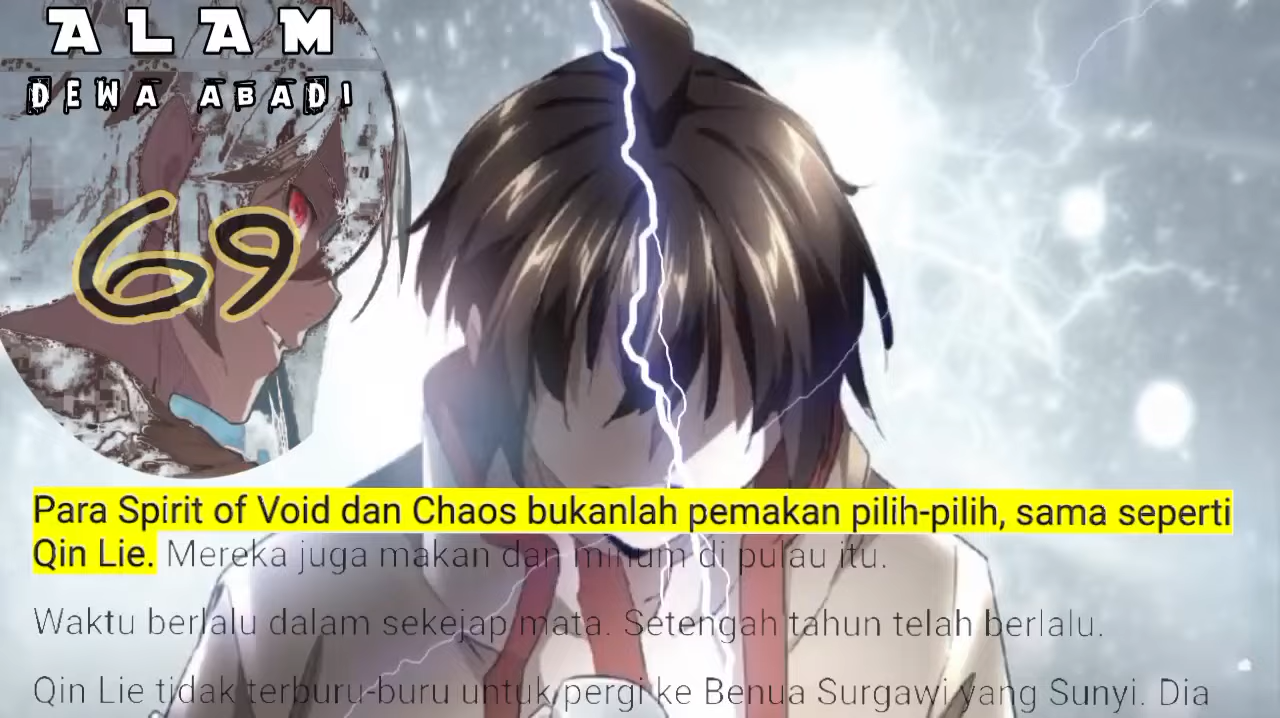 ALAM
DEWA ABADI
69
Para Spirit of Void dan Chaos bukanlah pemakan pilih-pilih, sama seperti
Qin Lie. Mereka juga makan dan minum di pulau itu.
Waktu berlalu dalam sekejap mata. Setengah tahun telah berlalu.
Qin Lie tidak terburu-buru untuk pergi ke Benua Surgawi yang Sunyi. Dia